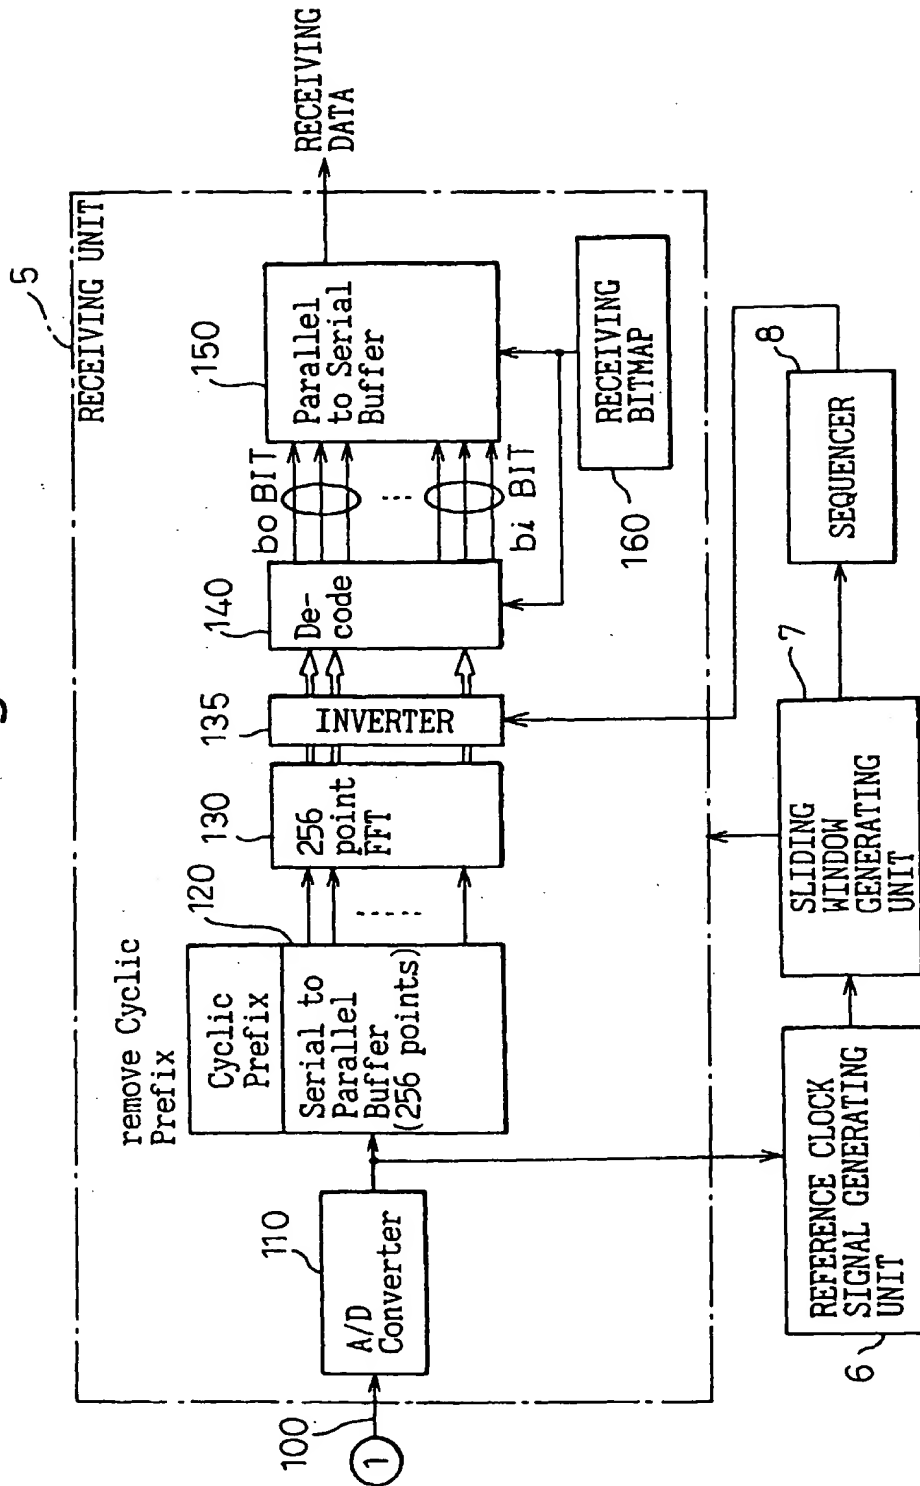 5
RECEIVING UNIT
RECEIVING
DATA
1
100
110
A/D
Converter
remove Cyclic
Prefix
120
Cyclic
Prefix
Serial to
Parallel
Buffer
(256 points)
130
256
point
FFT
135
INVERTER
140
De-
code
bo BIT
bi BIT
150
Parallel
to Serial
Buffer
160
RECEIVING
BITMAP
6
REFERENCE CLOCK
SIGNAL GENERATING
UNIT
7
SLIDING
WINDOW
GENERATING
UNIT
8
SEQUENCER